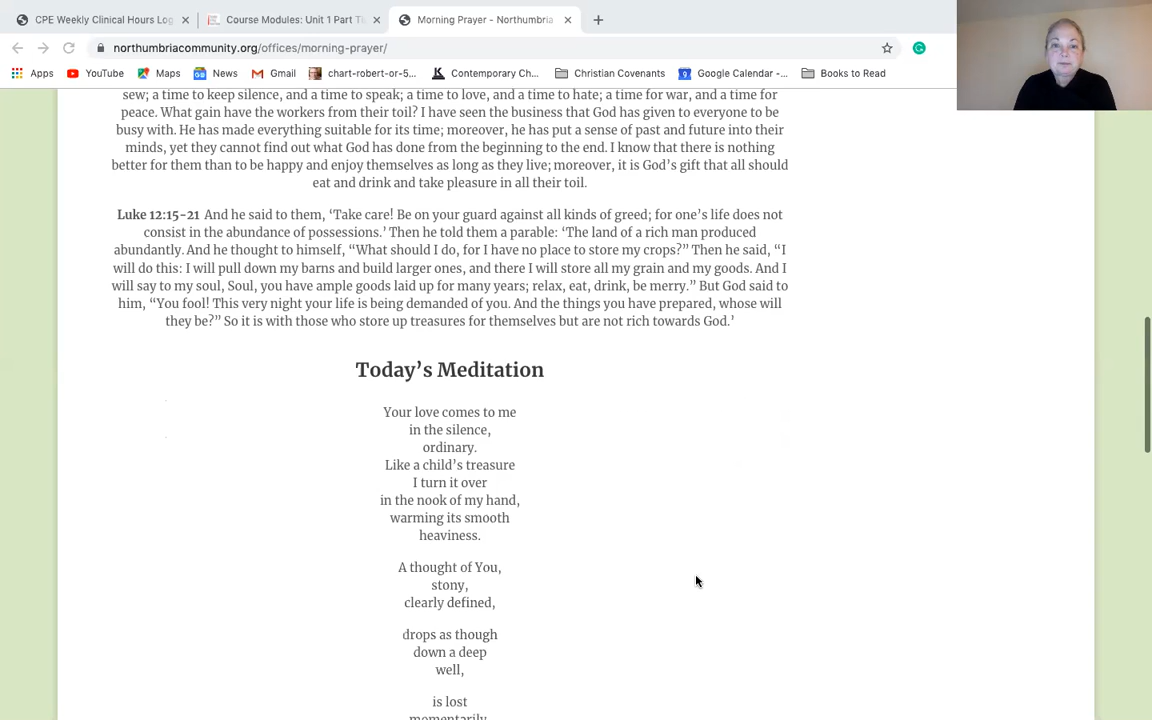 CPE Weekly Clinical Hours Log
Course Modules: Unit 1 Part T
Morning Prayer - Northumbria
northumbriacommunity.org/offices/morning-prayer/
Apps
YouTube
Maps
News
Gmail
chart-robert-or-5...
Contemporary Ch...
Christian Covenants
Google Calendar -...
Books to Read
sew; a time to keep silence, and a time to speak; a time to love, and a time to hate; a time for war, and a time for
peace. What gain have the workers from their toil? I have seen the business that God has given to everyone to be
busy with. He has made everything suitable for its time; moreover, he has put a sense of past and future into their
minds, yet they cannot find out what God has done from the beginning to the end. I know that there is nothing
better for them than to be happy and enjoy themselves as long as they live; moreover, it is God’s gift that all should
eat and drink and take pleasure in all their toil.
Luke 12:15-21 And he said to them, ‘Take care! Be on your guard against all kinds of greed; for one’s life does not
consist in the abundance of possessions.’ Then he told them a parable: ‘The land of a rich man produced
abundantly. And he thought to himself, “What should I do, for I have no place to store my crops?” Then he said, “I
will do this: I will pull down my barns and build larger ones, and there I will store all my grain and my goods. And I
will say to my soul, Soul, you have ample goods laid up for many years; relax, eat, drink, be merry.” But God said to
him, “You fool! This very night your life is being demanded of you. And the things you have prepared, whose will
they be?” So it is with those who store up treasures for themselves but are not rich towards God.’
Today’s Meditation
Your love comes to me
in the silence,
ordinary.
Like a child’s treasure
I turn it over
in the nook of my hand,
warming its smooth
heaviness.
A thought of You,
stony,
clearly defined,
drops as though
down a deep
well,
is lost
momentarily